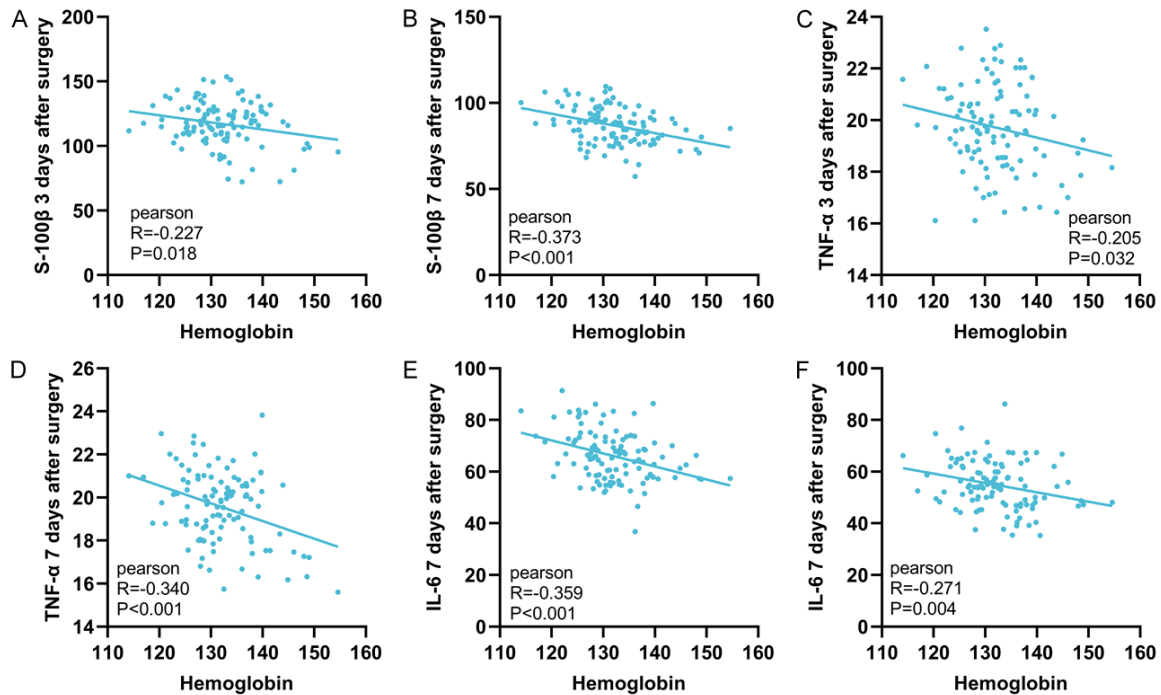 A
S-100β 3 days after surgery
200
150
100
50
0
pearson
R=-0.227
P=0.018
110 120 130 140 150 160
Hemoglobin
B
S-100β 7 days after surgery
150
100
50
0
pearson
R=-0.373
P<0.001
110 120 130 140 150 160
Hemoglobin
C
TNF-α 3 days after surgery
24
22
20
18
16
14
pearson
R=-0.205
P=0.032
110 120 130 140 150 160
Hemoglobin
D
TNF-α 7 days after surgery
26
24
22
20
18
16
14
pearson
R=-0.340
P<0.001
110 120 130 140 150 160
Hemoglobin
E
IL-6 7 days after surgery
100
80
60
40
20
0
pearson
R=-0.359
P<0.001
110 120 130 140 150 160
Hemoglobin
F
IL-6 7 days after surgery
100
80
60
40
20
0
pearson
R=-0.271
P=0.004
110 120 130 140 150 160
Hemoglobin